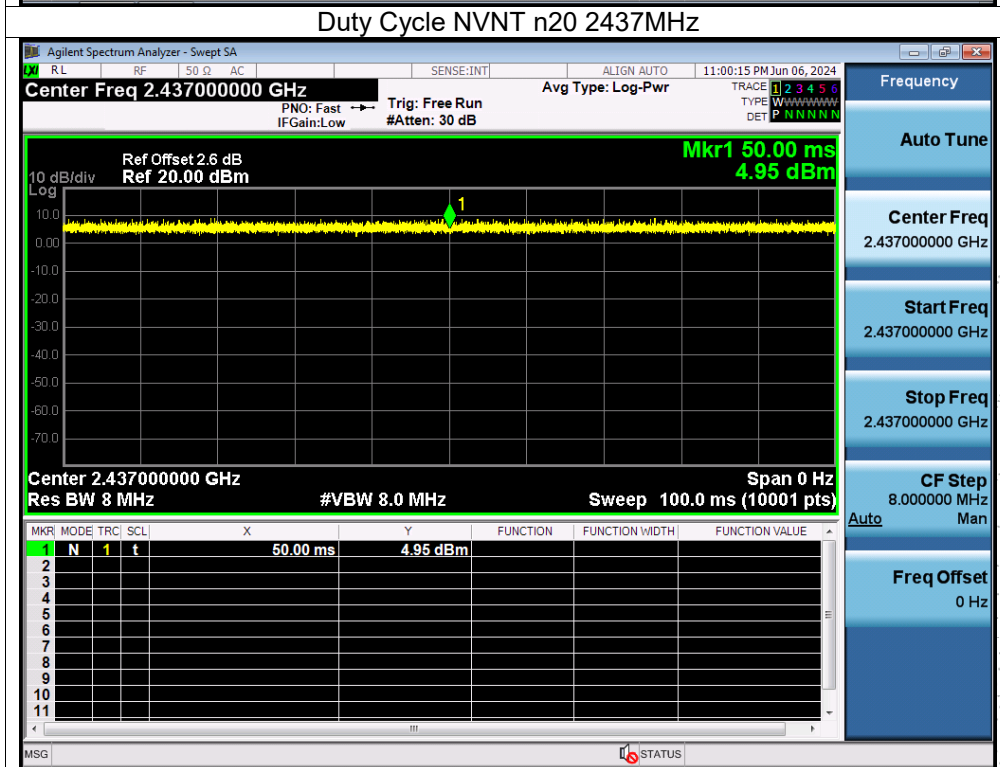 Duty Cycle NVNT n20 2437MHz
Agilent Spectrum Analyzer - Swept SA
LXI RL RF 50 Ω AC SENSE:INT ALIGN AUTO 11:00:15 PM Jun 06, 2024
Center Freq 2.437000000 GHz
PNO: Fast
IFGain:Low
Trig: Free Run
#Atten: 30 dB
Avg Type: Log-Pwr
TRACE 1 2 3 4 5 6
TYPE WWWWWW
DET P N N N N N
Mkr1 50.00 ms
4.95 dBm
Ref Offset 2.6 dB
10 dB/div Ref 20.00 dBm
Log
10.0
0.00
-10.0
-20.0
-30.0
-40.0
-50.0
-60.0
-70.0
1
Center 2.437000000 GHz Span 0 Hz
Res BW 8 MHz #VBW 8.0 MHz Sweep 100.0 ms (10001 pts)
MKR MODE TRC SCL X Y FUNCTION FUNCTION WIDTH FUNCTION VALUE
1 N 1 t 50.00 ms 4.95 dBm
2
3
4
5
6
7
8
9
10
11
MSG STATUS
Frequency
Auto Tune
Center Freq
2.437000000 GHz
Start Freq
2.437000000 GHz
Stop Freq
2.437000000 GHz
CF Step
8.000000 MHz
Auto Man
Freq Offset
0 Hz